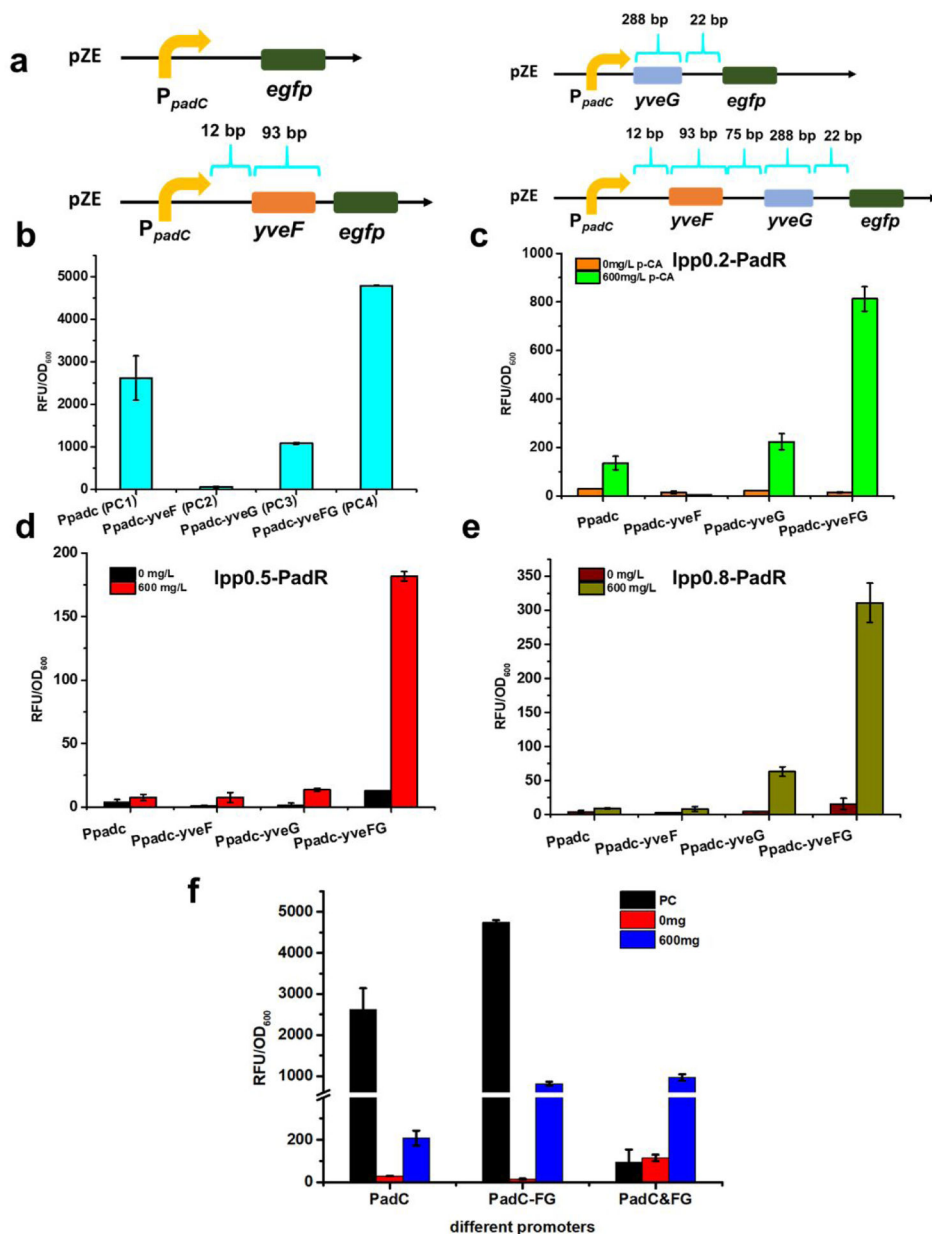 a
pZE
P padC
egfp
288 bp
22 bp
pZE
P padC
yveG
egfp
12 bp
93 bp
pZE
P padC
yveF
egfp
12 bp
93 bp
75 bp
288 bp
22 bp
pZE
P padC
yveF
yveG
egfp
b
5000
4000
3000
2000
1000
0
RFU/OD600
Ppadc (PC1)
Ppadc-yveF (PC2)
Ppadc-yveG (PC3)
Ppadc-yveFG (PC4)
c
lpp0.2-PadR
0mg/L p-CA
600mg/L p-CA
1000
800
600
400
200
0
RFU/OD600
Ppadc
Ppadc-yveF
Ppadc-yveG
Ppadc-yveFG
d
lpp0.5-PadR
0 mg/L
600 mg/L
200
150
100
50
0
RFU/OD600
Ppadc
Ppadc-yveF
Ppadc-yveG
Ppadc-yveFG
e
lpp0.8-PadR
0 mg/L
600 mg/L
350
300
250
200
150
100
50
0
RFU/OD600
Ppadc
Ppadc-yveF
Ppadc-yveG
Ppadc-yveFG
f
PC
0mg
600mg
5000
4000
3000
2000
1000
200
0
RFU/OD600
PadC
PadC-FG
PadC&FG
different promoters